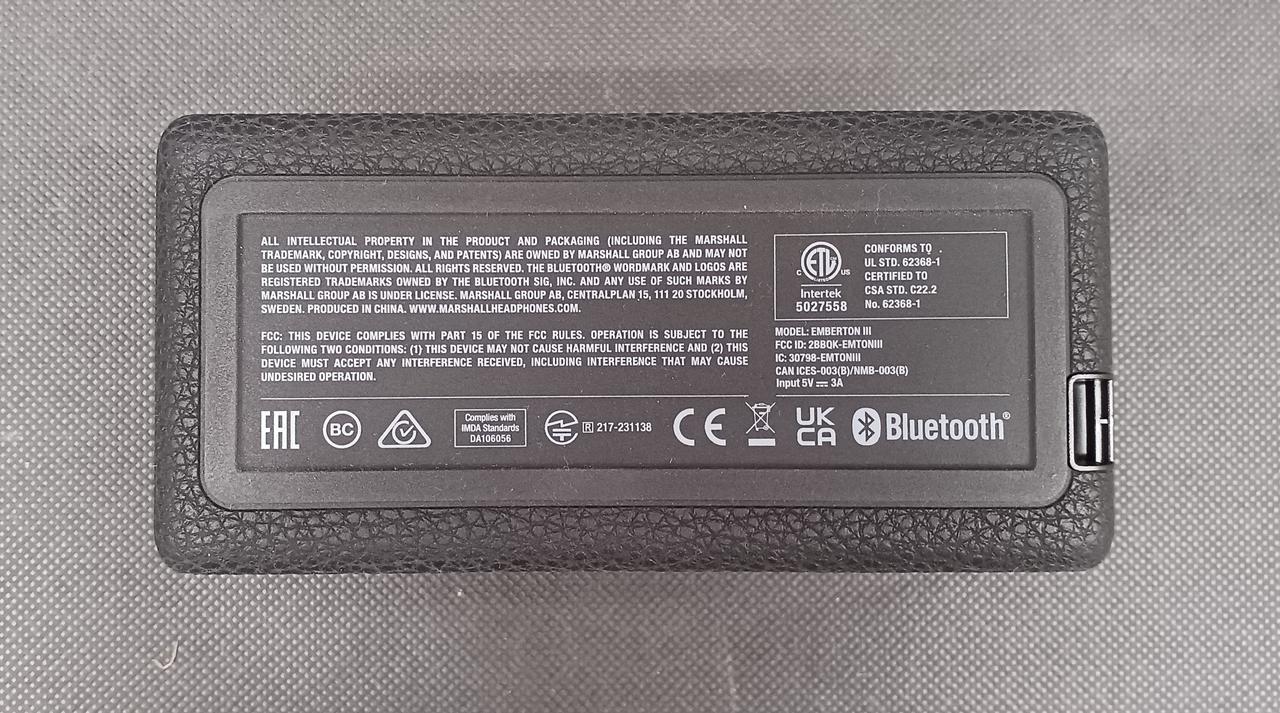 ALL INTELLECTUAL PROPERTY IN THE PRODUCT AND PACKAGING (INCLUDING THE MARSHALL
TRADEMARK, COPYRIGHT, DESIGNS, AND PATENTS) ARE OWNED BY MARSHALL GROUP AB AND MAY NOT
BE USED WITHOUT PERMISSION. ALL RIGHTS RESERVED. THE BLUETOOTH® WORDMARK AND LOGOS ARE
REGISTERED TRADEMARKS OWNED BY THE BLUETOOTH SIG, INC. AND ANY USE OF SUCH MARKS BY
MARSHALL GROUP AB IS UNDER LICENSE. MARSHALL GROUP AB, CENTRALPLAN 15, 111 20 STOCKHOLM,
SWEDEN. PRODUCED IN CHINA. WWW.MARSHALLHEADPHONES.COM.
FCC: THIS DEVICE COMPLIES WITH PART 15 OF THE FCC RULES. OPERATION IS SUBJECT TO THE
FOLLOWING TWO CONDITIONS: (1) THIS DEVICE MAY NOT CAUSE HARMFUL INTERFERENCE AND (2) THIS
DEVICE MUST ACCEPT ANY INTERFERENCE RECEIVED, INCLUDING INTERFERENCE THAT MAY CAUSE
UNDESIRED OPERATION.
C ETL US
Intertek
5027558
CONFORMS TO
UL STD. 62368-1
CERTIFIED TO
CSA STD. C22.2
No. 62368-1
MODEL: EMBERTON III
FCC ID: 2BBQK-EMTONIII
IC: 30798-EMTONIII
CAN ICES-003(B)/NMB-003(B)
Input 5V 3A
EAC
BC
Complies with
IMDA Standards
DA106056
R 217-231138
CE
UK
CA
Bluetooth®